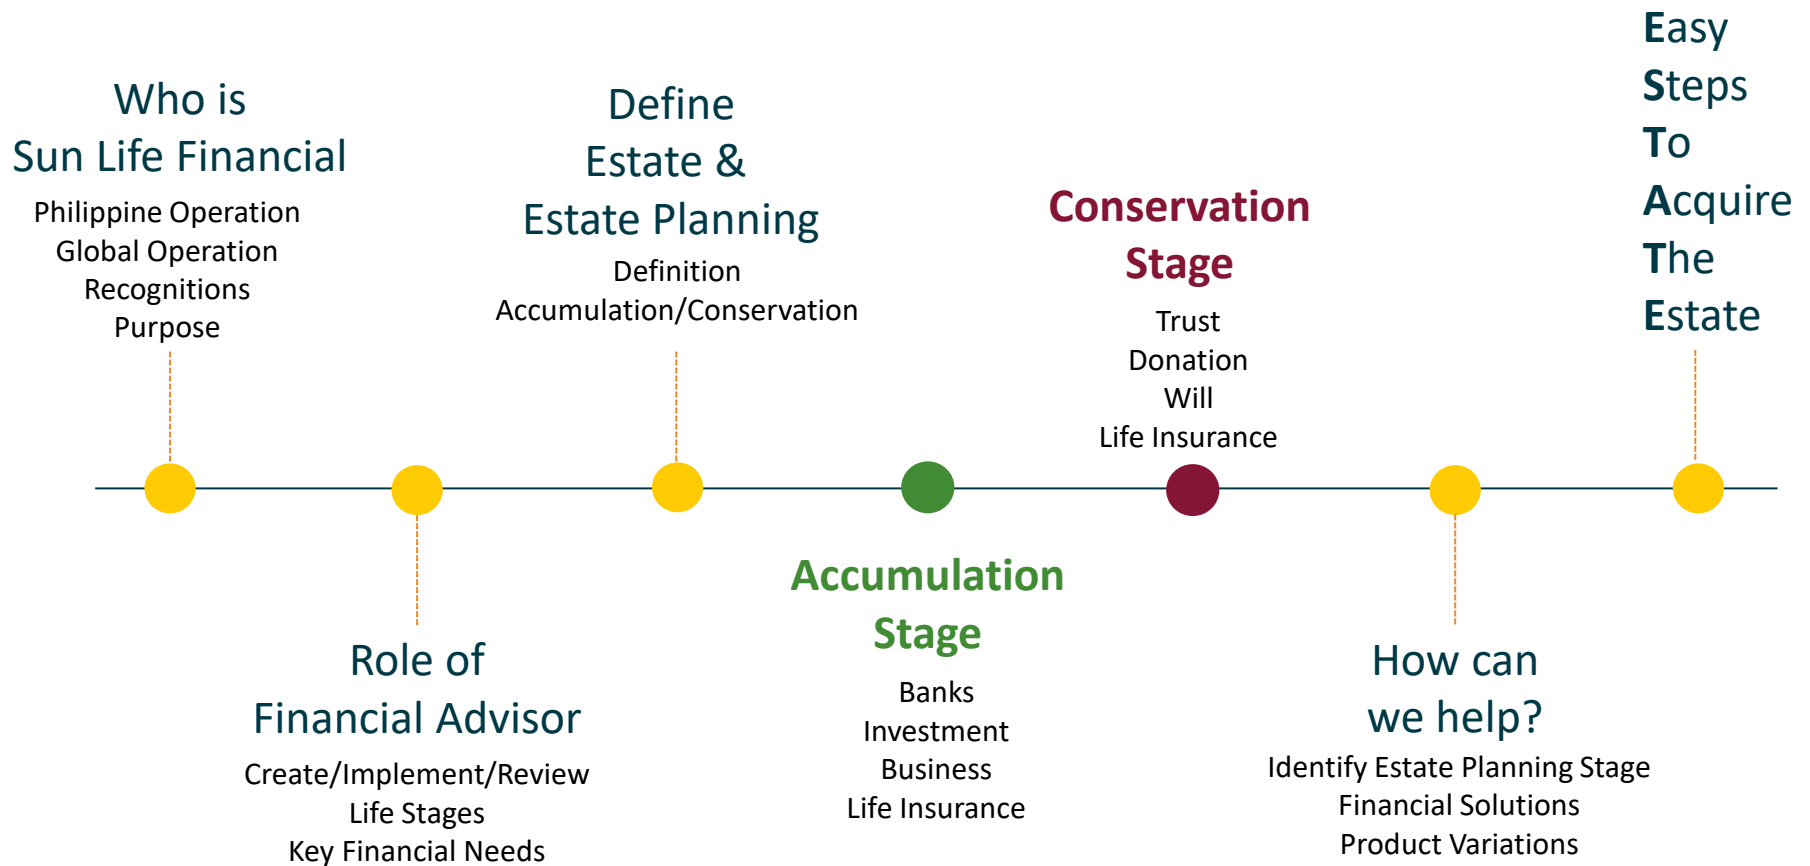 Who is
Sun Life Financial
Philippine Operation
Global Operation
Recognitions
Purpose
Role of
Financial Advisor
Create/Implement/Review
Life Stages
Key Financial Needs
Define
Estate &
Estate Planning
Definition
Accumulation/Conservation
Accumulation
Stage
Banks
Investment
Business
Life Insurance
Conservation
Stage
Trust
Donation
Will
Life Insurance
How can
we help?
Identify Estate Planning Stage
Financial Solutions
Product Variations
Easy
Steps
To
Acquire
The
Estate